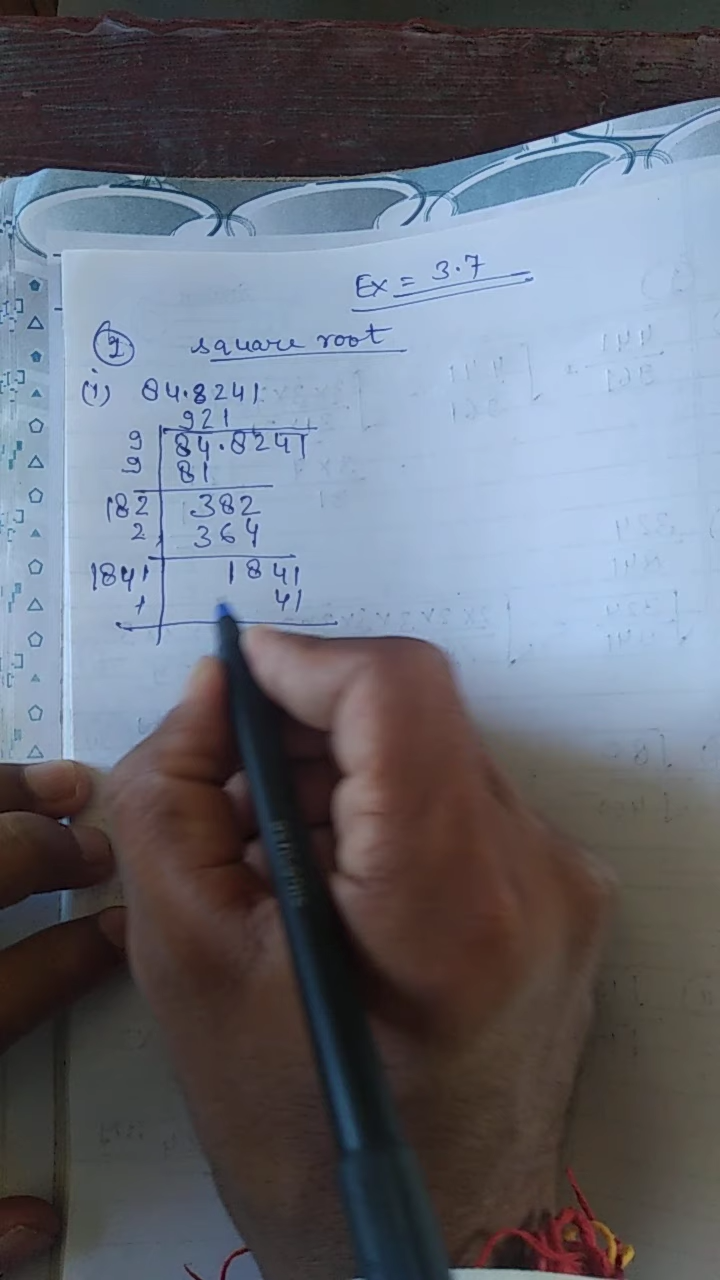 Ex = 3.7
1 square root
(i) 84.8241
921
9 84.8241
9 81
182 382
2 364
1841 1841
1 41